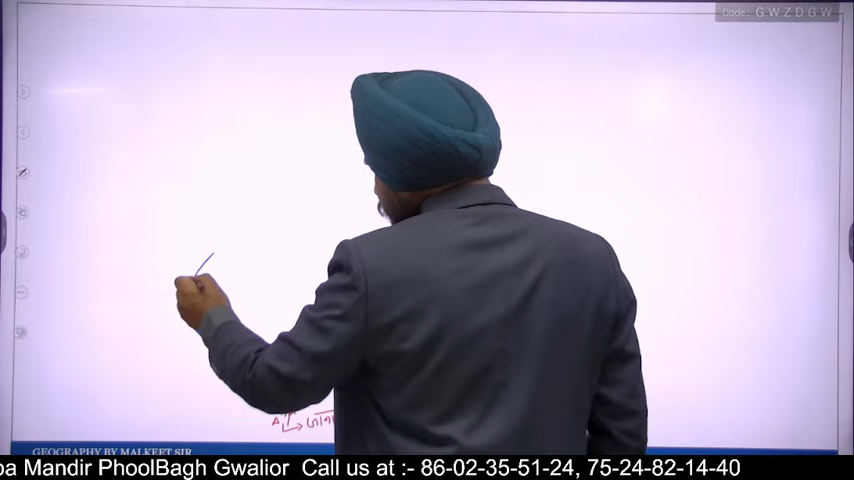 Code: G W Z D G W
GEOGRAPHY BY MALKEET SIR
pa Mandir PhoolBagh Gwalior Call us at :- 86-02-35-51-24, 75-24-82-14-40